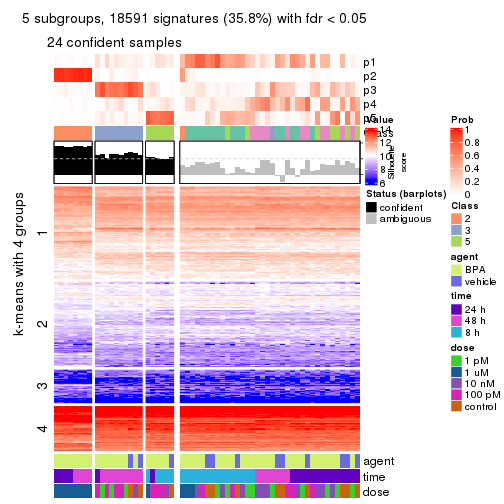 5 subgroups, 18591 signatures (35.8%) with fdr < 0.05
24 confident samples
p1
p2
p3
p4
p5
Class
k-means with 4 groups
1
2
3
4
Silhouette
score
agent
time
dose
Value
14
12
10
8
6
Status (barplots)
confident
ambiguous
Prob
1
0.8
0.6
0.4
0.2
0
Class
2
3
5
agent
BPA
vehicle
time
24 h
48 h
8 h
dose
1 pM
1 uM
10 nM
100 pM
control